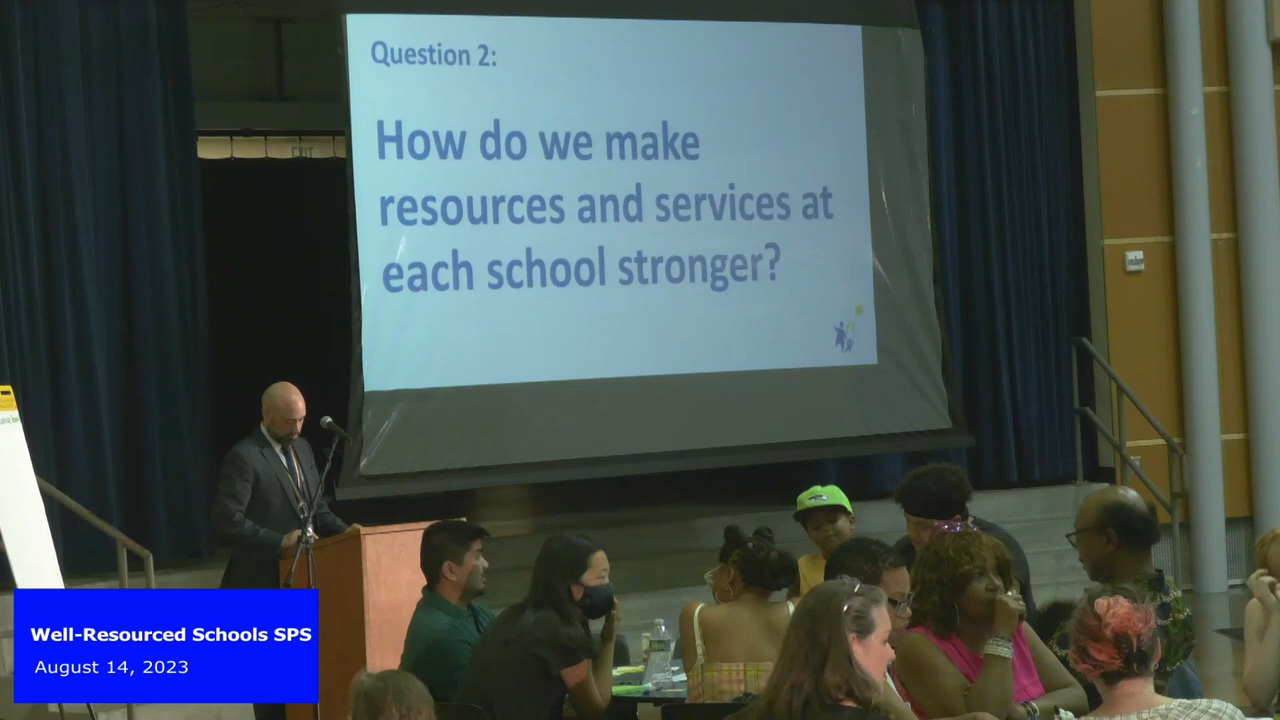 Question 2:
How do we make
resources and services at
each school stronger?
EXIT
Well-Resourced Schools SPS
August 14, 2023